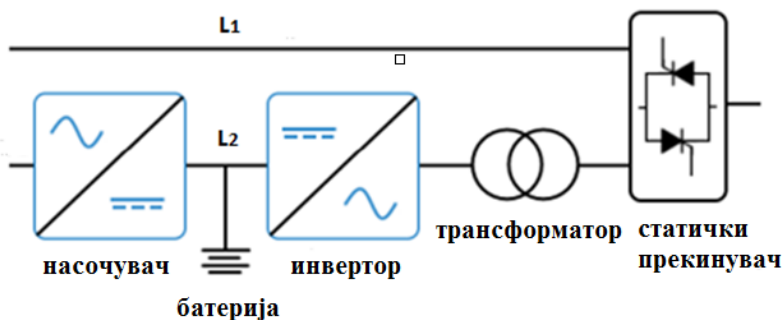 L1
L2
трансформатор
статички
прекинувач
насочувач
инвертор
батерија